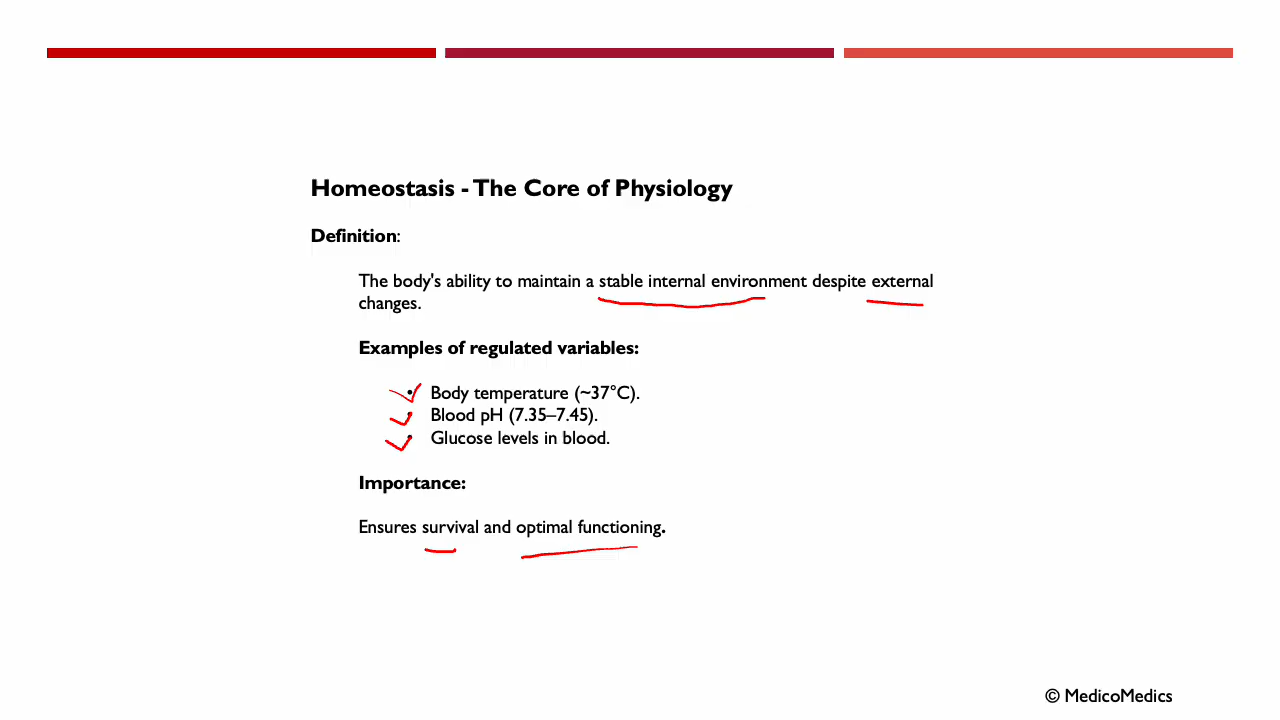 Homeostasis - The Core of Physiology
Definition:
The body's ability to maintain a stable internal environment despite external
changes.
Examples of regulated variables:
• Body temperature (~37°C).
• Blood pH (7.35–7.45).
• Glucose levels in blood.
Importance:
Ensures survival and optimal functioning.
© MedicoMedics